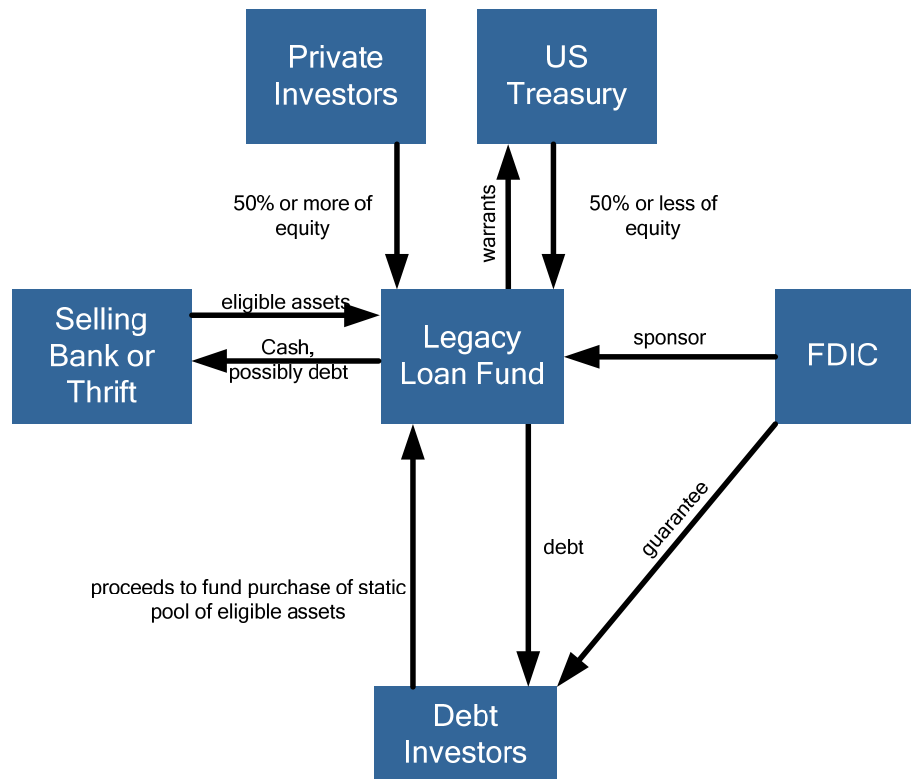 Private
Investors
US
Treasury
50% or more of
equity
warrants
50% or less of
equity
Selling
Bank or
Thrift
eligible assets
Cash,
possibly debt
Legacy
Loan Fund
sponsor
FDIC
guarantee
debt
proceeds to fund purchase of static
pool of eligible assets
Debt
Investors